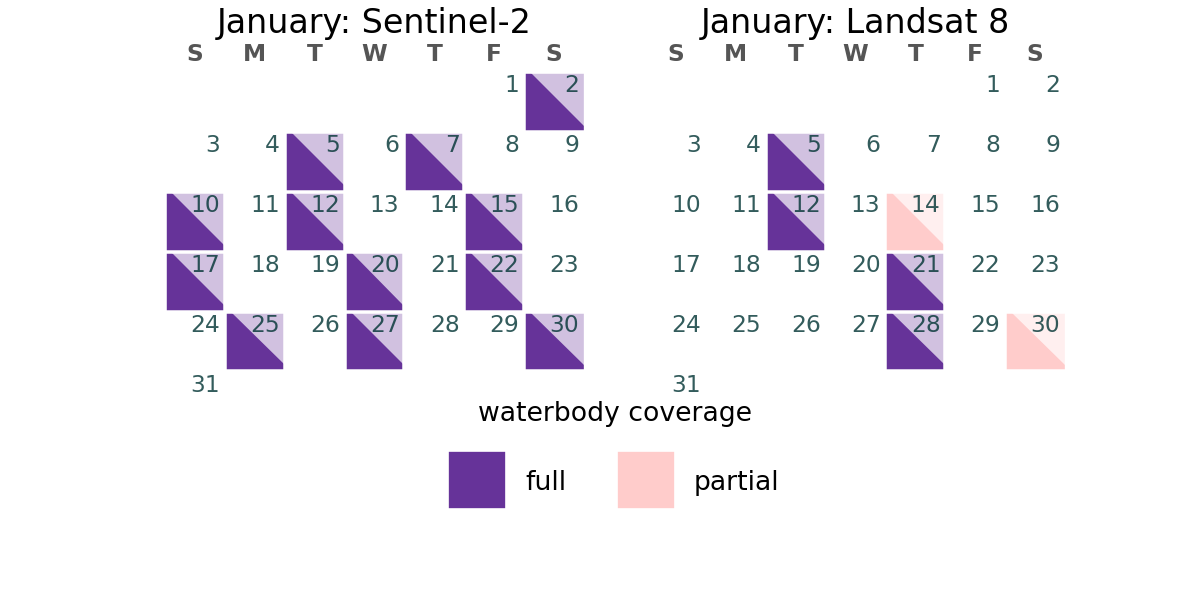 January: Sentinel-2
S M T W T F S
1 2
3 4 5 6 7 8 9
10 11 12 13 14 15 16
17 18 19 20 21 22 23
24 25 26 27 28 29 30
31
January: Landsat 8
S M T W T F S
1 2
3 4 5 6 7 8 9
10 11 12 13 14 15 16
17 18 19 20 21 22 23
24 25 26 27 28 29 30
31
waterbody coverage
full
partial